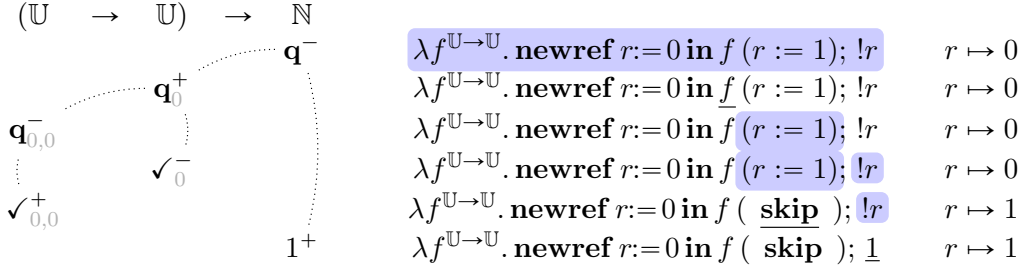 (𝕌 → 𝕌) → ℕ
q⁻ λf^{𝕌→𝕌}. newref r:=0 in f (r := 1); !r r ↦ 0
q₀⁺ λf^{𝕌→𝕌}. newref r:=0 in f (r := 1); !r r ↦ 0
q⁻_{0,0} λf^{𝕌→𝕌}. newref r:=0 in f (r := 1); !r r ↦ 0
✓₀⁻ λf^{𝕌→𝕌}. newref r:=0 in f (r := 1); !r r ↦ 0
✓⁺_{0,0} λf^{𝕌→𝕌}. newref r:=0 in f ( skip ); !r r ↦ 1
1⁺ λf^{𝕌→𝕌}. newref r:=0 in f ( skip ); 1 r ↦ 1